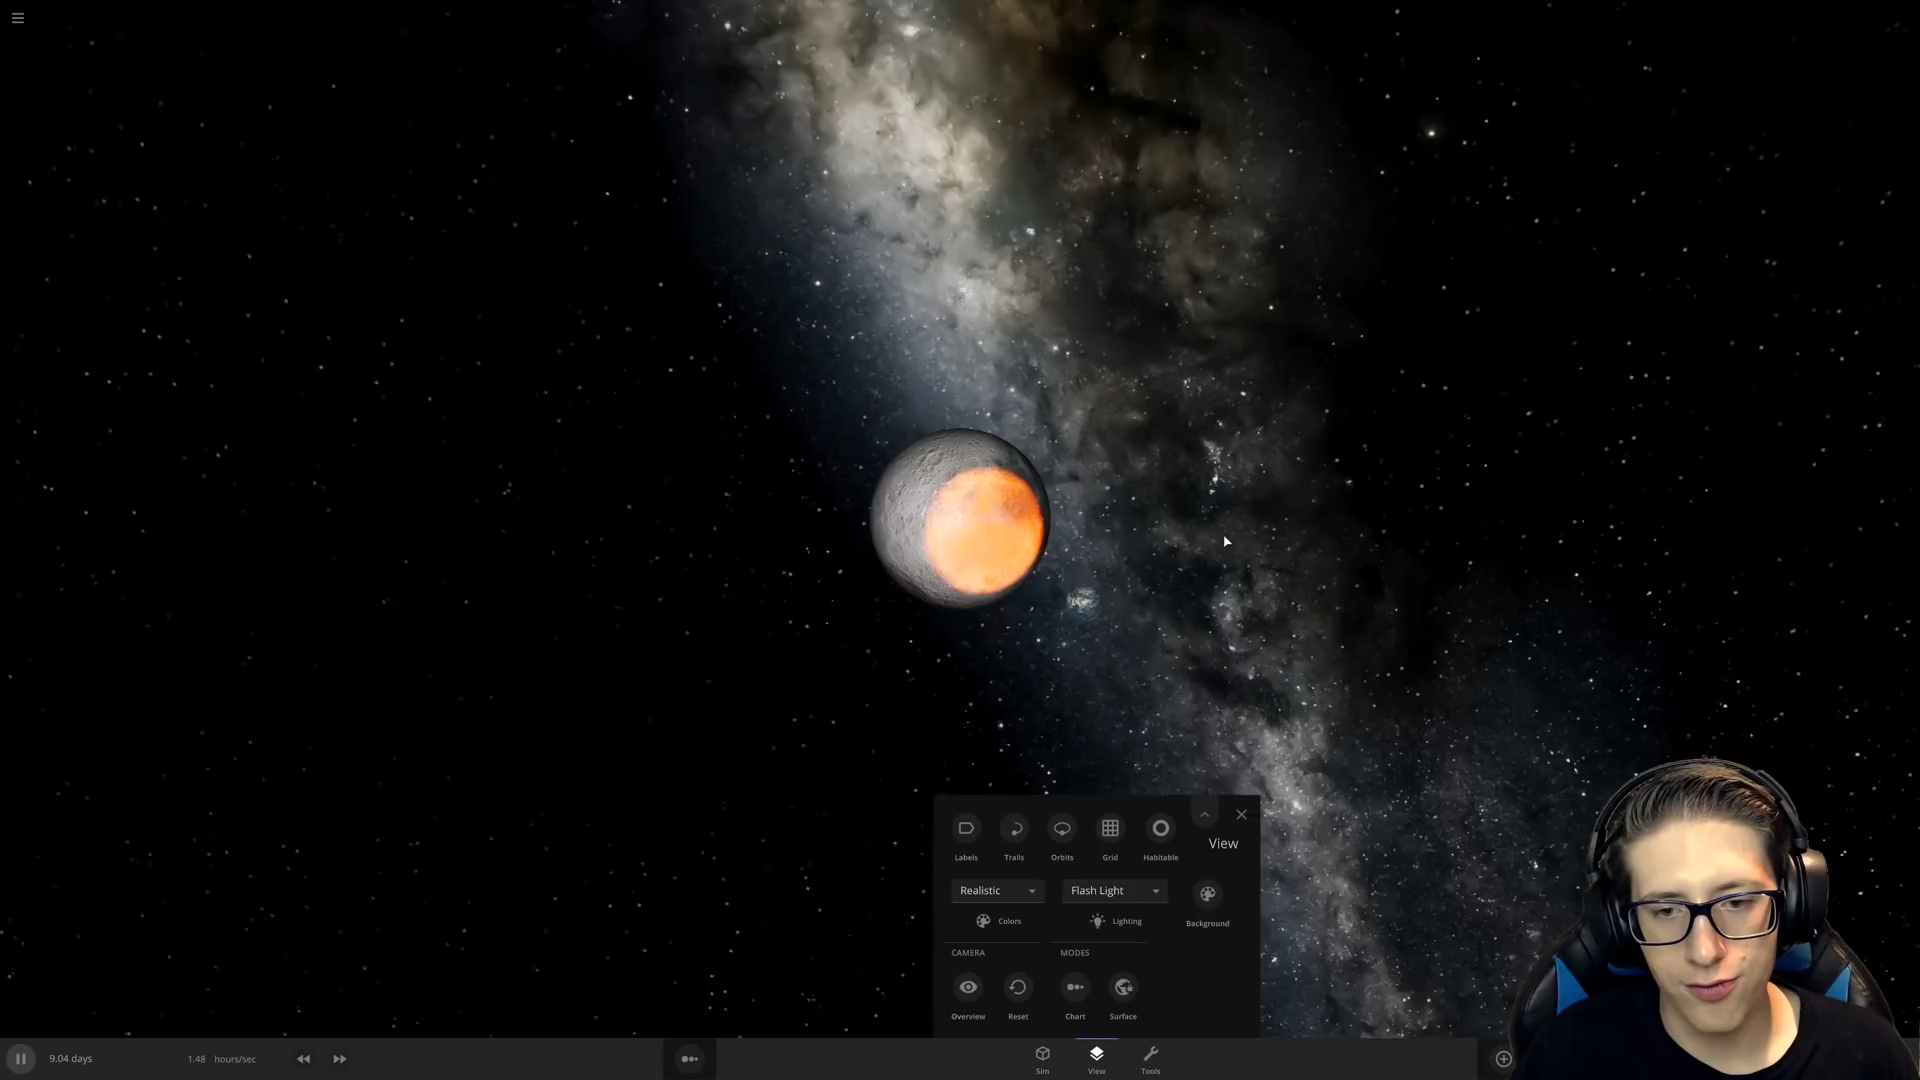 Labels Trails Orbits Grid Habitable
View
Realistic Flash Light
Colors Lighting Background
CAMERA MODES
Overview Reset Chart Surface
9.04 days 1.48 hours/sec
Sim View Tools